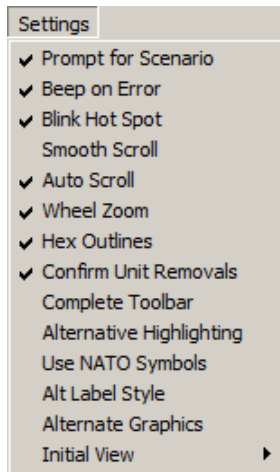 Settings
Prompt for Scenario
Beep on Error
Blink Hot Spot
Smooth Scroll
Auto Scroll
Wheel Zoom
Hex Outlines
Confirm Unit Removals
Complete Toolbar
Alternative Highlighting
Use NATO Symbols
Alt Label Style
Alternate Graphics
Initial View